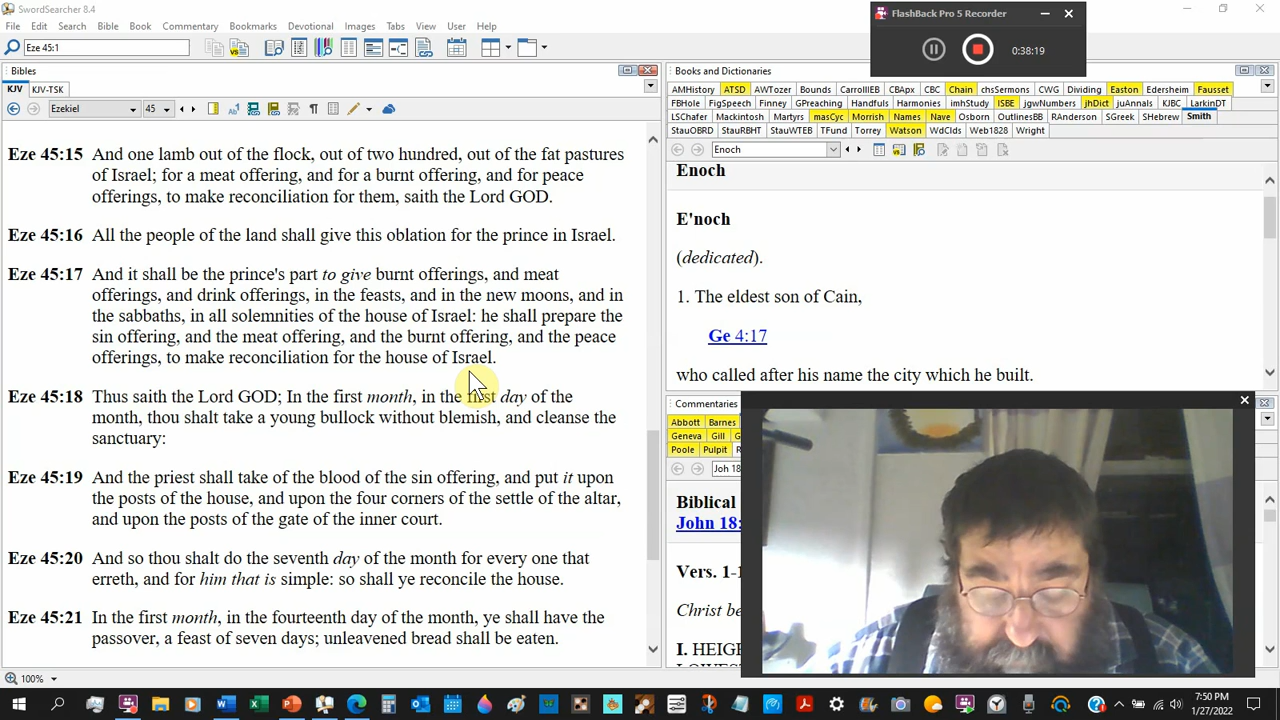 SwordSearcher 8.4
File Edit Search Bible Book Commentary Bookmarks Devotional Images Tabs View User Help
Eze 45:1
Bibles
KJV KJV-TSK
Ezekiel 45
Eze 45:15 And one lamb out of the flock, out of two hundred, out of the fat pastures
of Israel; for a meat offering, and for a burnt offering, and for peace
offerings, to make reconciliation for them, saith the Lord GOD.
Eze 45:16 All the people of the land shall give this oblation for the prince in Israel.
Eze 45:17 And it shall be the prince's part to give burnt offerings, and meat
offerings, and drink offerings, in the feasts, and in the new moons, and in
the sabbaths, in all solemnities of the house of Israel: he shall prepare the
sin offering, and the meat offering, and the burnt offering, and the peace
offerings, to make reconciliation for the house of Israel.
Eze 45:18 Thus saith the Lord GOD; In the first month, in the first day of the
month, thou shalt take a young bullock without blemish, and cleanse the
sanctuary:
Eze 45:19 And the priest shall take of the blood of the sin offering, and put it upon
the posts of the house, and upon the four corners of the settle of the altar,
and upon the posts of the gate of the inner court.
Eze 45:20 And so thou shalt do the seventh day of the month for every one that
erreth, and for him that is simple: so shall ye reconcile the house.
Eze 45:21 In the first month, in the fourteenth day of the month, ye shall have the
passover, a feast of seven days; unleavened bread shall be eaten.
100%
FlashBack Pro 5 Recorder
0:38:19
Books and Dictionaries
AMHistory ATSD AWTozer Bounds CarrollIEB CBApx CBC Chain chsSermons CWG Dividing Easton Edersheim Fausset
FBHole FigSpeech Finney GPreaching Handfuls Harmonies imhStudy ISBE jgwNumbers jhDict juAnnals KJBC LarkinDT
LSChafer Mackintosh Martyrs masCyc Morrish Names Nave Osborn OutlinesBB RAnderson SGreek SHebrew Smith
StauOBRD StauRBHT StauWTEB TFund Torrey Watson WdClds Web1828 Wright
Enoch
Enoch
E'noch
(dedicated).
1. The eldest son of Cain,
Ge 4:17
who called after his name the city which he built.
Commentaries
Abbott Barnes
Geneva Gill
Poole Pulpit
Joh 18
Biblical
John 18:
Vers. 1-1
Christ be
I. HEIGH
LOWEST
7:50 PM
1/27/2022